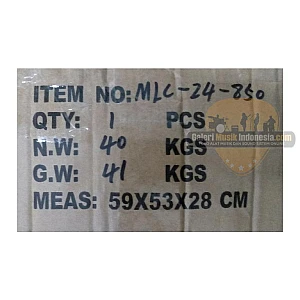 ITEM NO: MLC-24-850
QTY: 1 PCS
N.W: 40 KGS
G.W: 41 KGS
MEAS: 59X53X28 CM
Galeri Musik Indonesia.com